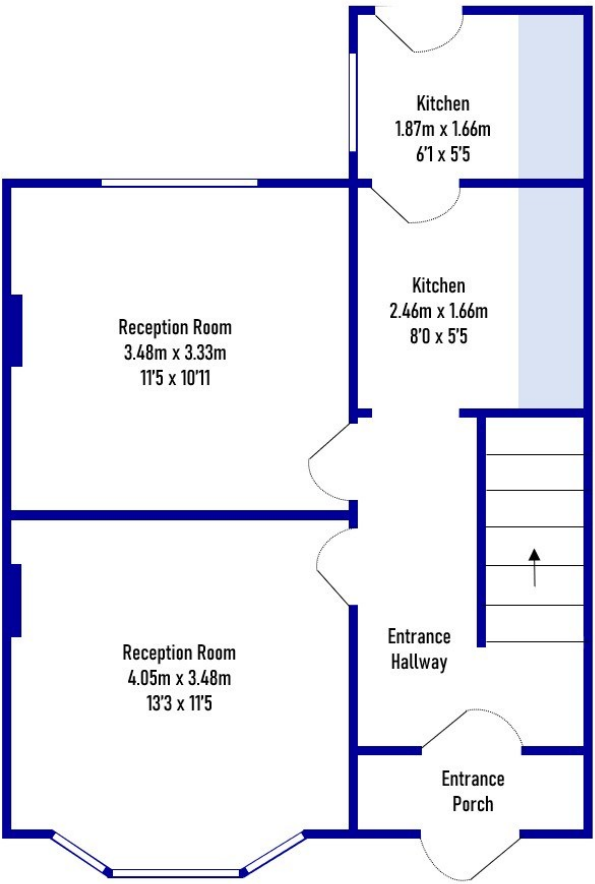 Kitchen
1.87m x 1.66m
6'1 x 5'5
Kitchen
2.46m x 1.66m
8'0 x 5'5
Reception Room
3.48m x 3.33m
11'5 x 10'11
Entrance
Hallway
Reception Room
4.05m x 3.48m
13'3 x 11'5
Entrance
Porch